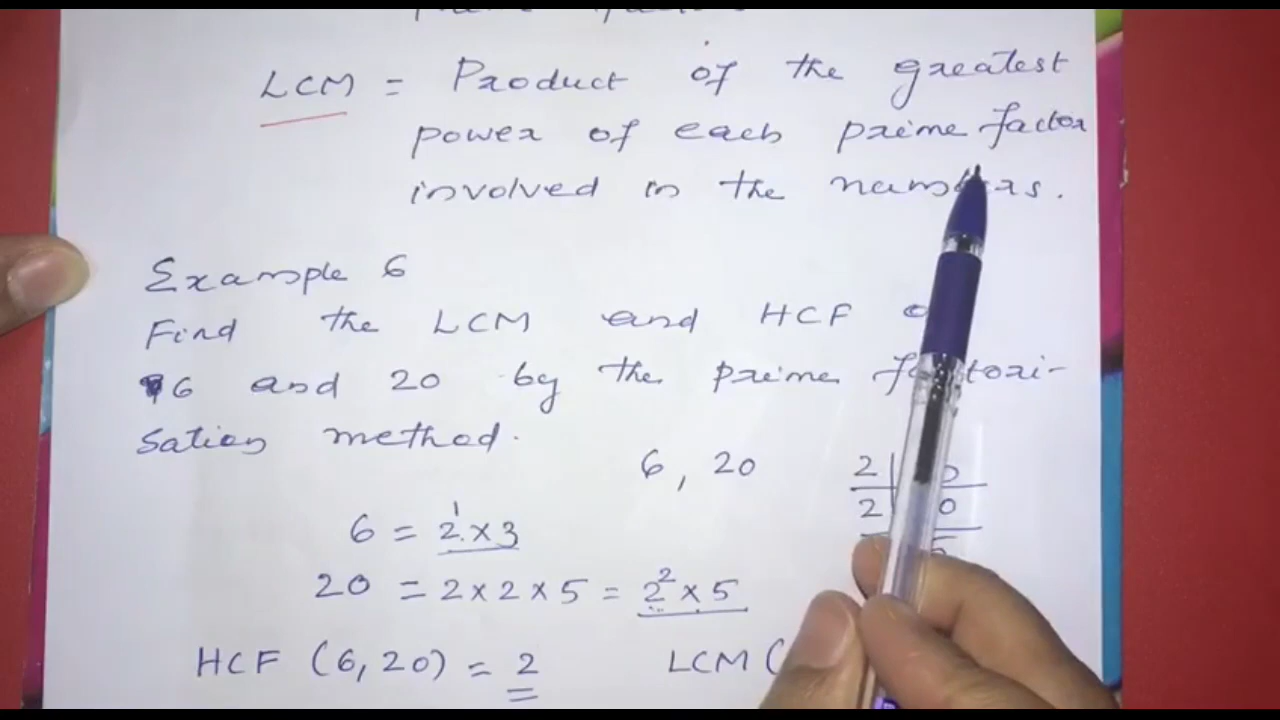 LCM = Product of the greatest
power of each prime factor
involved in the numbers.
Example 6
Find the LCM and HCF
6 and 20 by the prime factori-
sation method.
6, 20
2
2
5
6 = 2¹ × 3
20 = 2 × 2 × 5 = 2² × 5
HCF (6, 20) = 2
LCM (